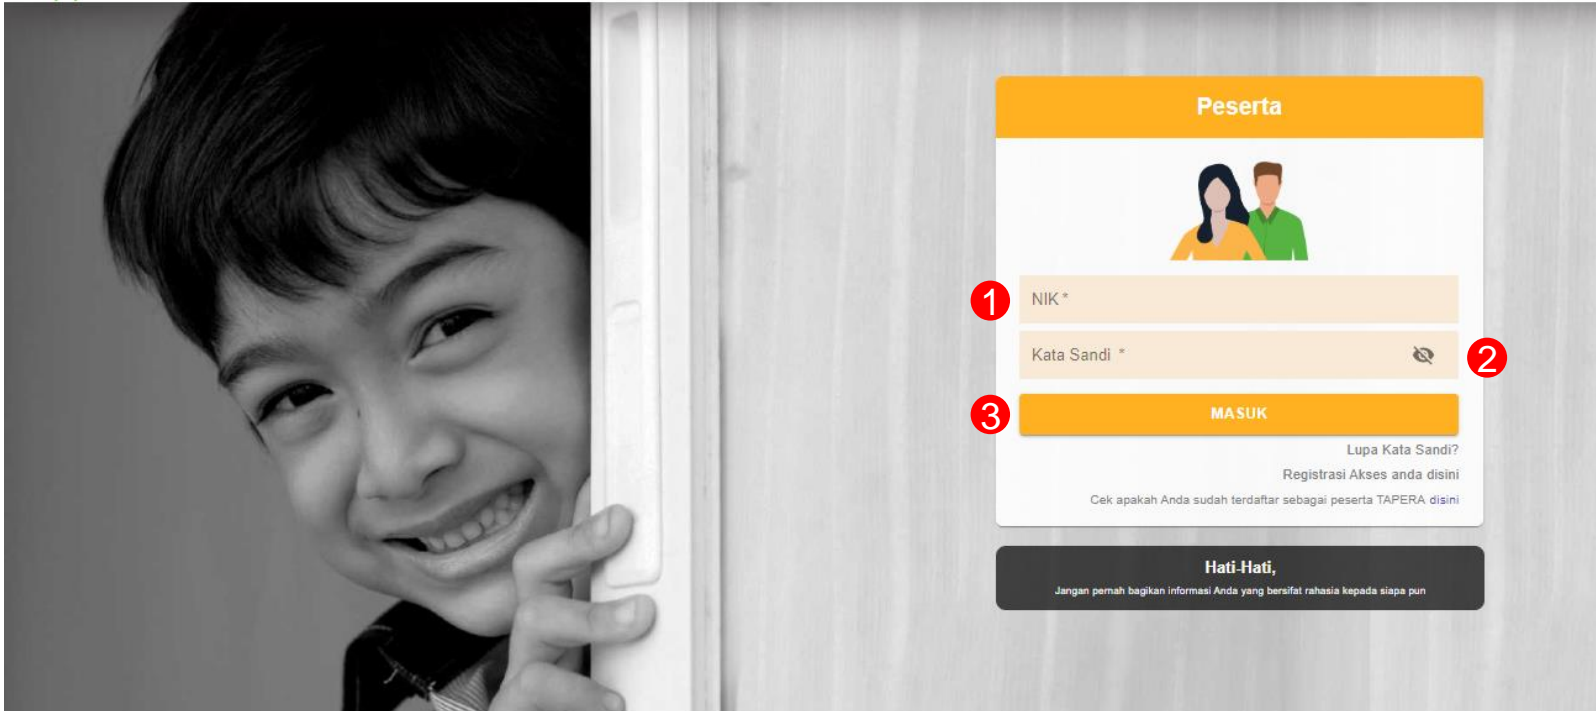 Peserta
1
NIK *
Kata Sandi *
2
3
MASUK
Lupa Kata Sandi?
Registrasi Akses anda disini
Cek apakah Anda sudah terdaftar sebagai peserta TAPERA disini
Hati-Hati,
Jangan pernah bagikan informasi Anda yang bersifat rahasia kepada siapa pun